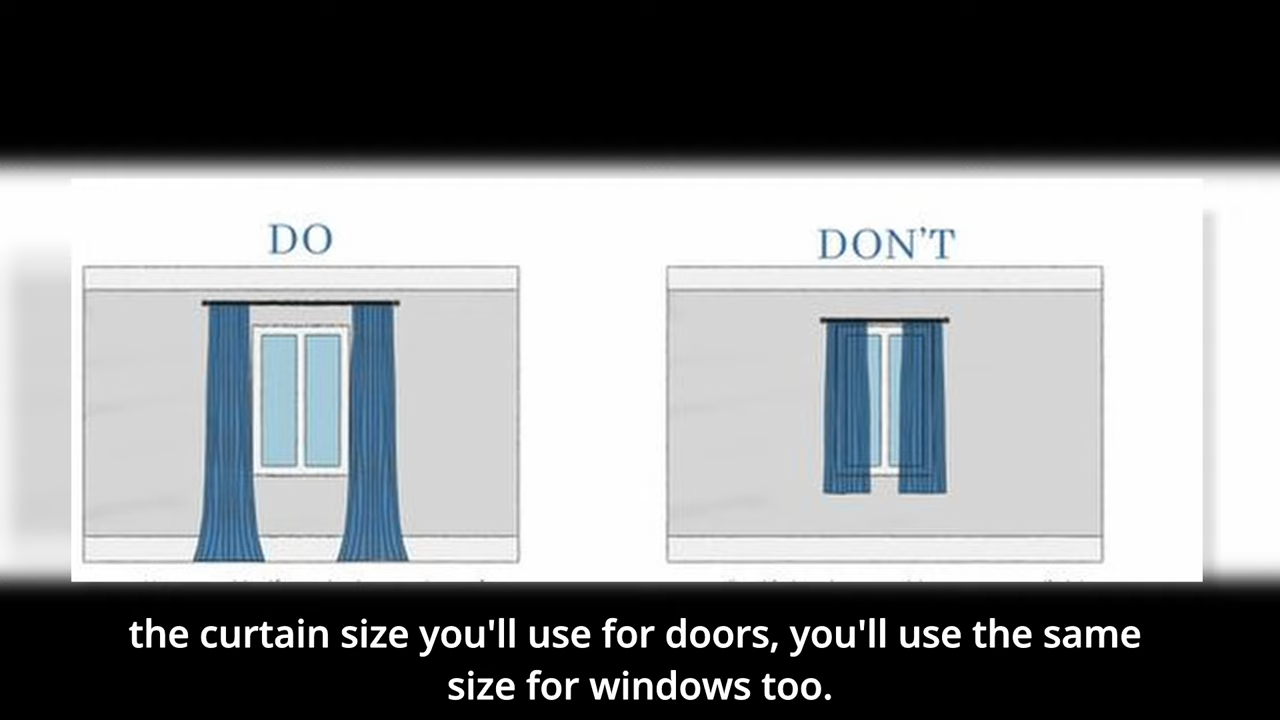 DO
DON'T
the curtain size you'll use for doors, you'll use the same
size for windows too.